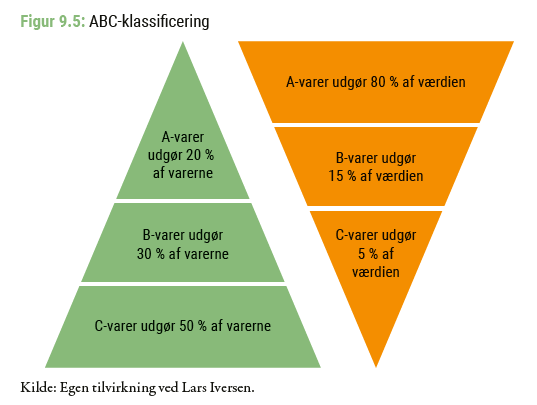 Figur 9.5: ABC-klassificering
A-varer
udgør 20 %
af varerne
B-varer udgør
30 % af varerne
C-varer udgør 50 % af varerne
A-varer udgør 80 % af værdien
B-varer udgør
15 % af værdien
C-varer udgør
5 % af
værdien
Kilde: Egen tilvirkning ved Lars Iversen.